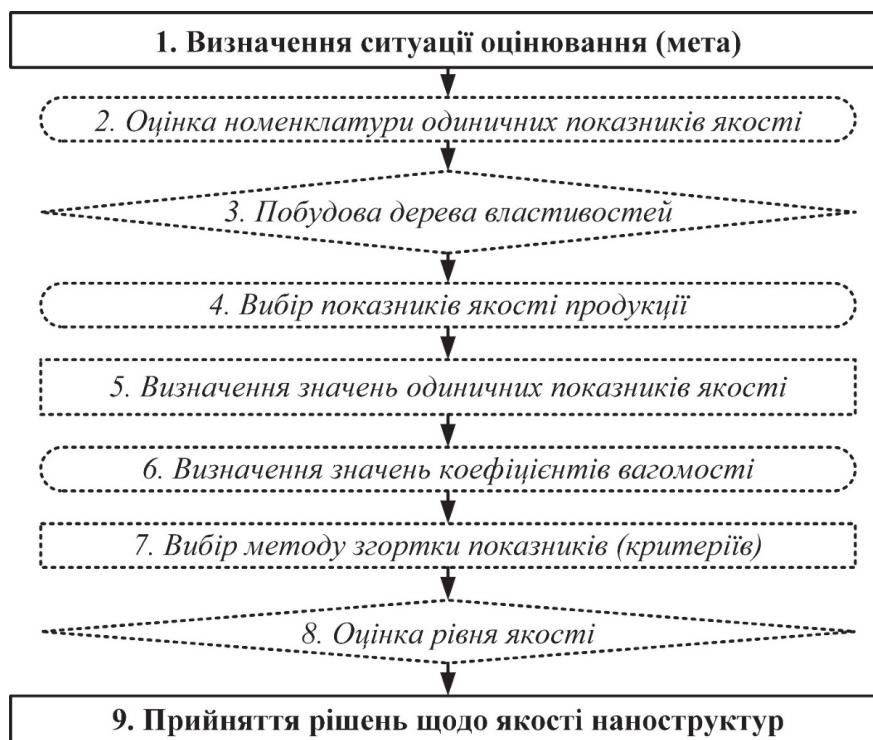 1. Визначення ситуації оцінювання (мета)
2. Оцінка номенклатури одиничних показників якості
3. Побудова дерева властивостей
4. Вибір показників якості продукції
5. Визначення значень одиничних показників якості
6. Визначення значень коефіцієнтів вагомості
7. Вибір методу згортки показників (критеріїв)
8. Оцінка рівня якості
9. Прийняття рішень щодо якості наноструктур